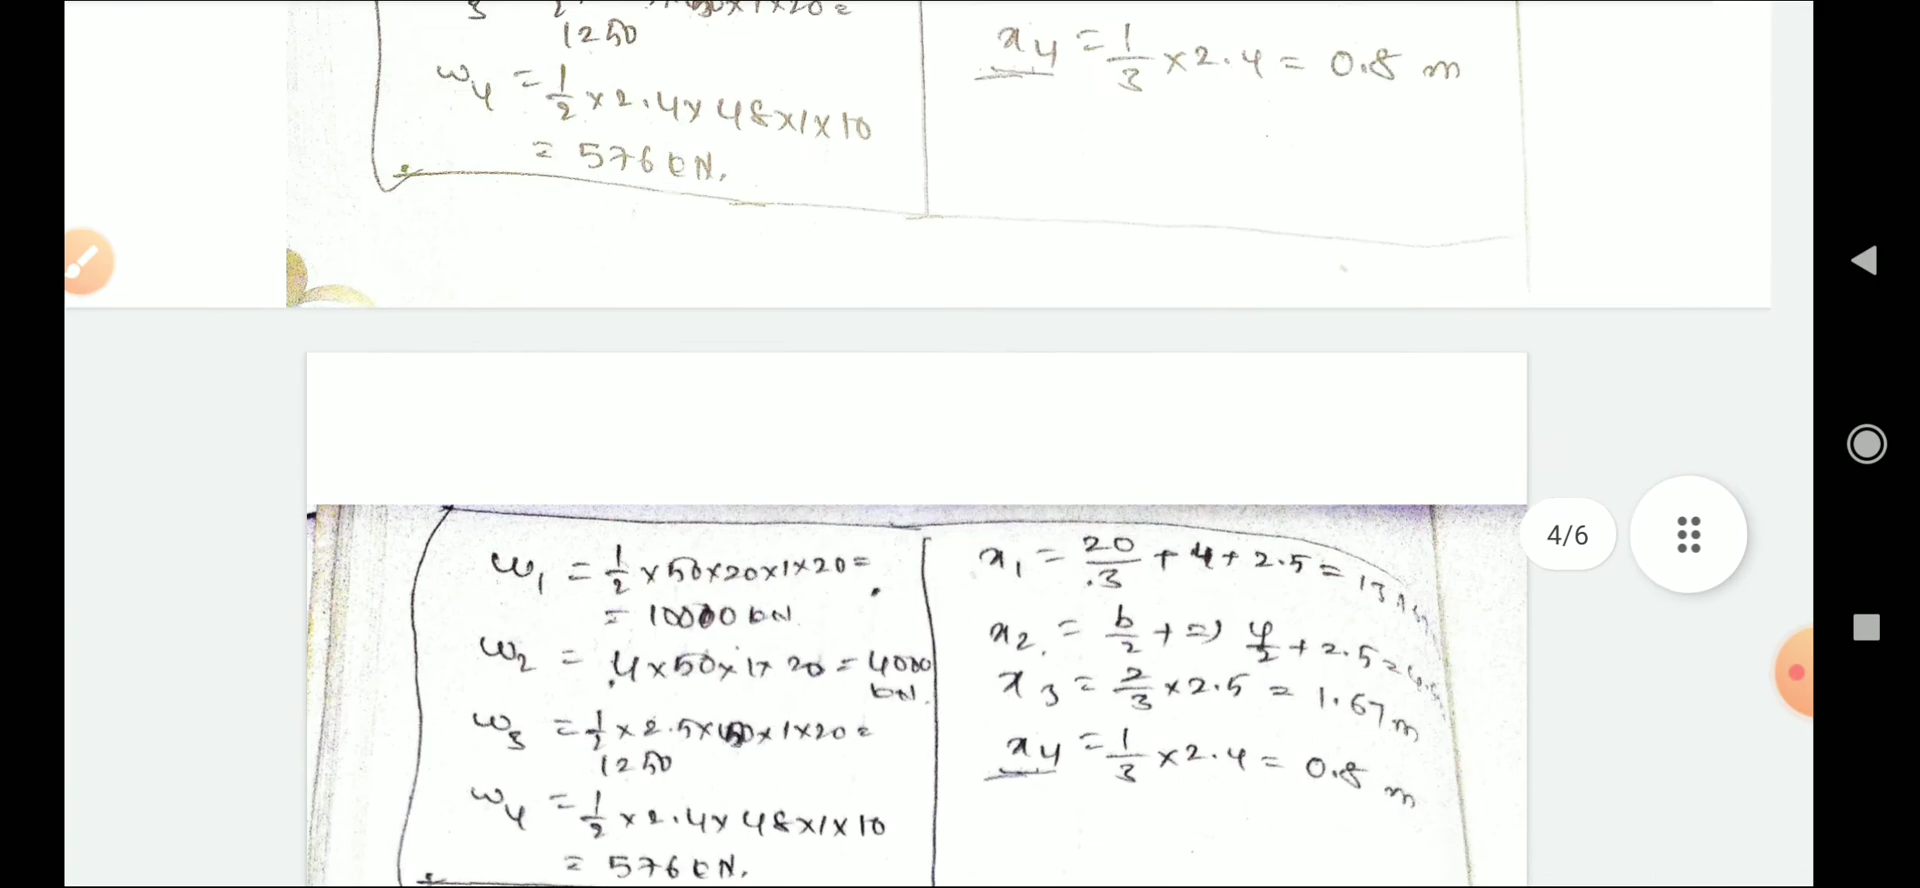 1250
w4 = 1/2 × 2.4 × 48×1×10
= 576 kN.
x4 = 1/3 × 2.4 = 0.8 m
4/6
w1 = 1/2 × 50×20×1×20 =
= 10000 kN
w2 = 4×50×1×20 = 4000
kN.
w3 = 1/2 × 2.5×50×1×20 =
1250
w4 = 1/2 × 2.4× 48×1×10
= 576 kN.
x1 = 20/3 + 4 + 2.5 =
x2 = b/2 + => 4/2 + 2.5 =
x3 = 2/3 × 2.5 = 1.67 m
x4 = 1/3 × 2.4 = 0.8 m